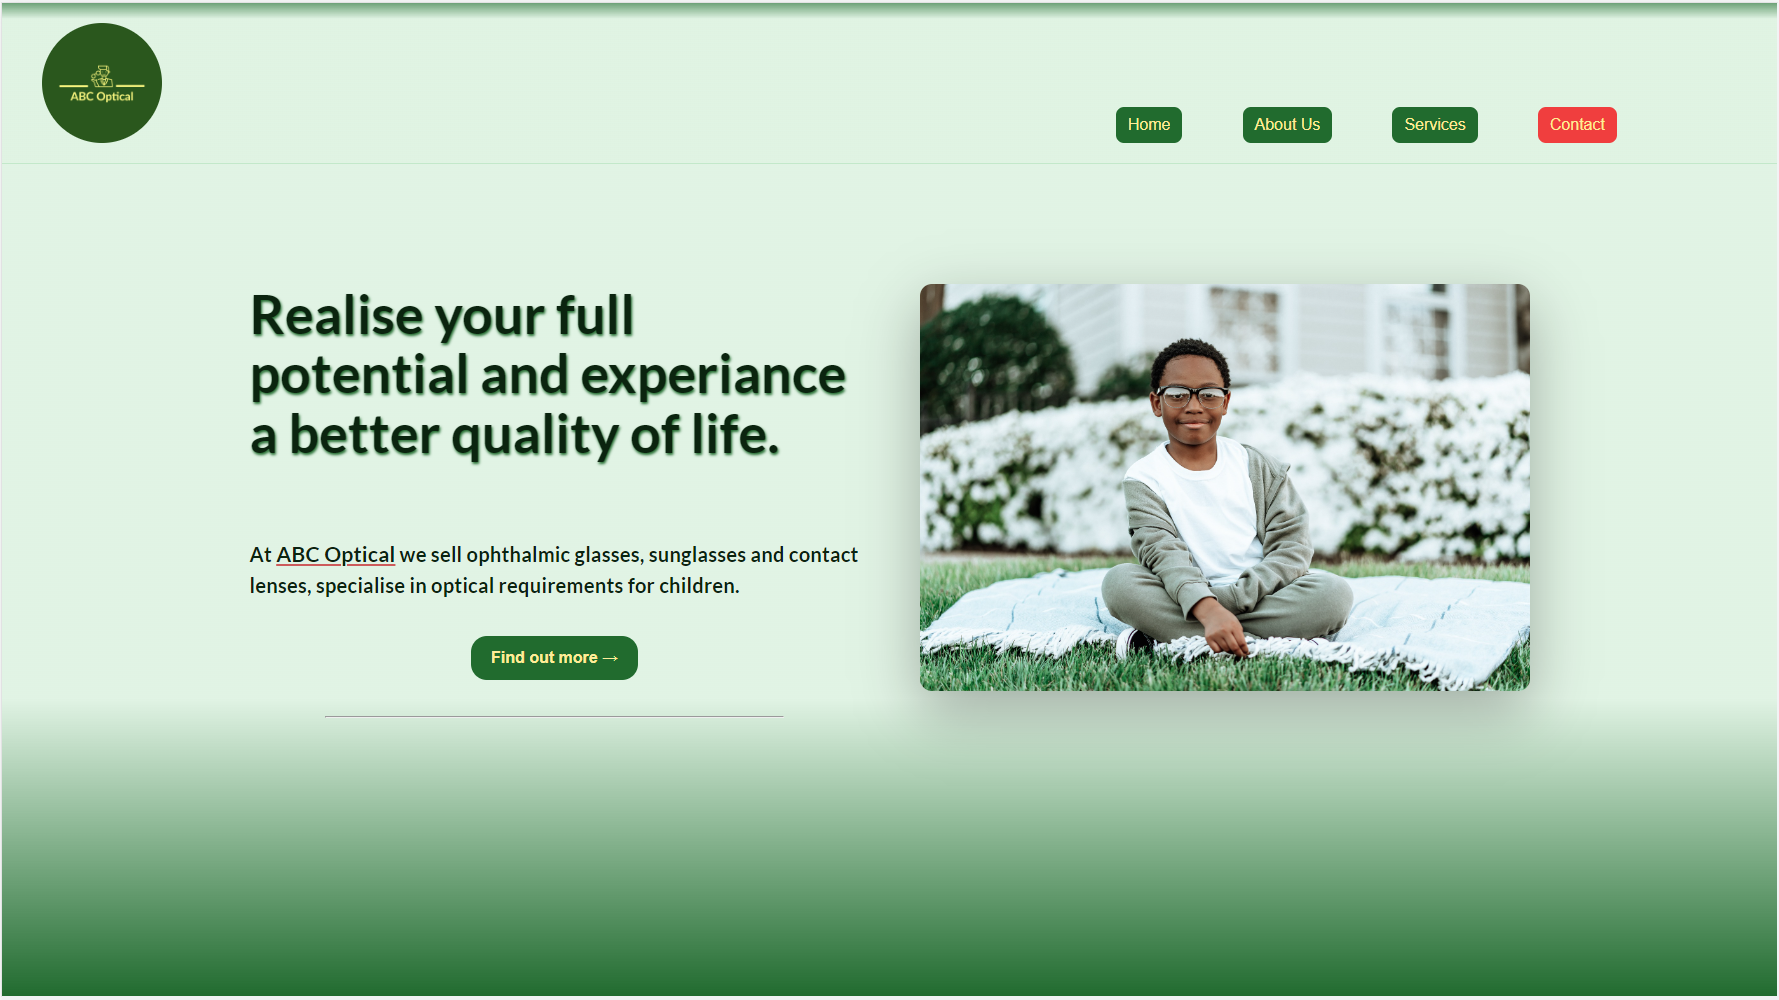 ABC Optical
Home
About Us
Services
Contact
Realise your full
potential and experiance
a better quality of life.
At ABC Optical we sell ophthalmic glasses, sunglasses and contact
lenses, specialise in optical requirements for children.
Find out more →